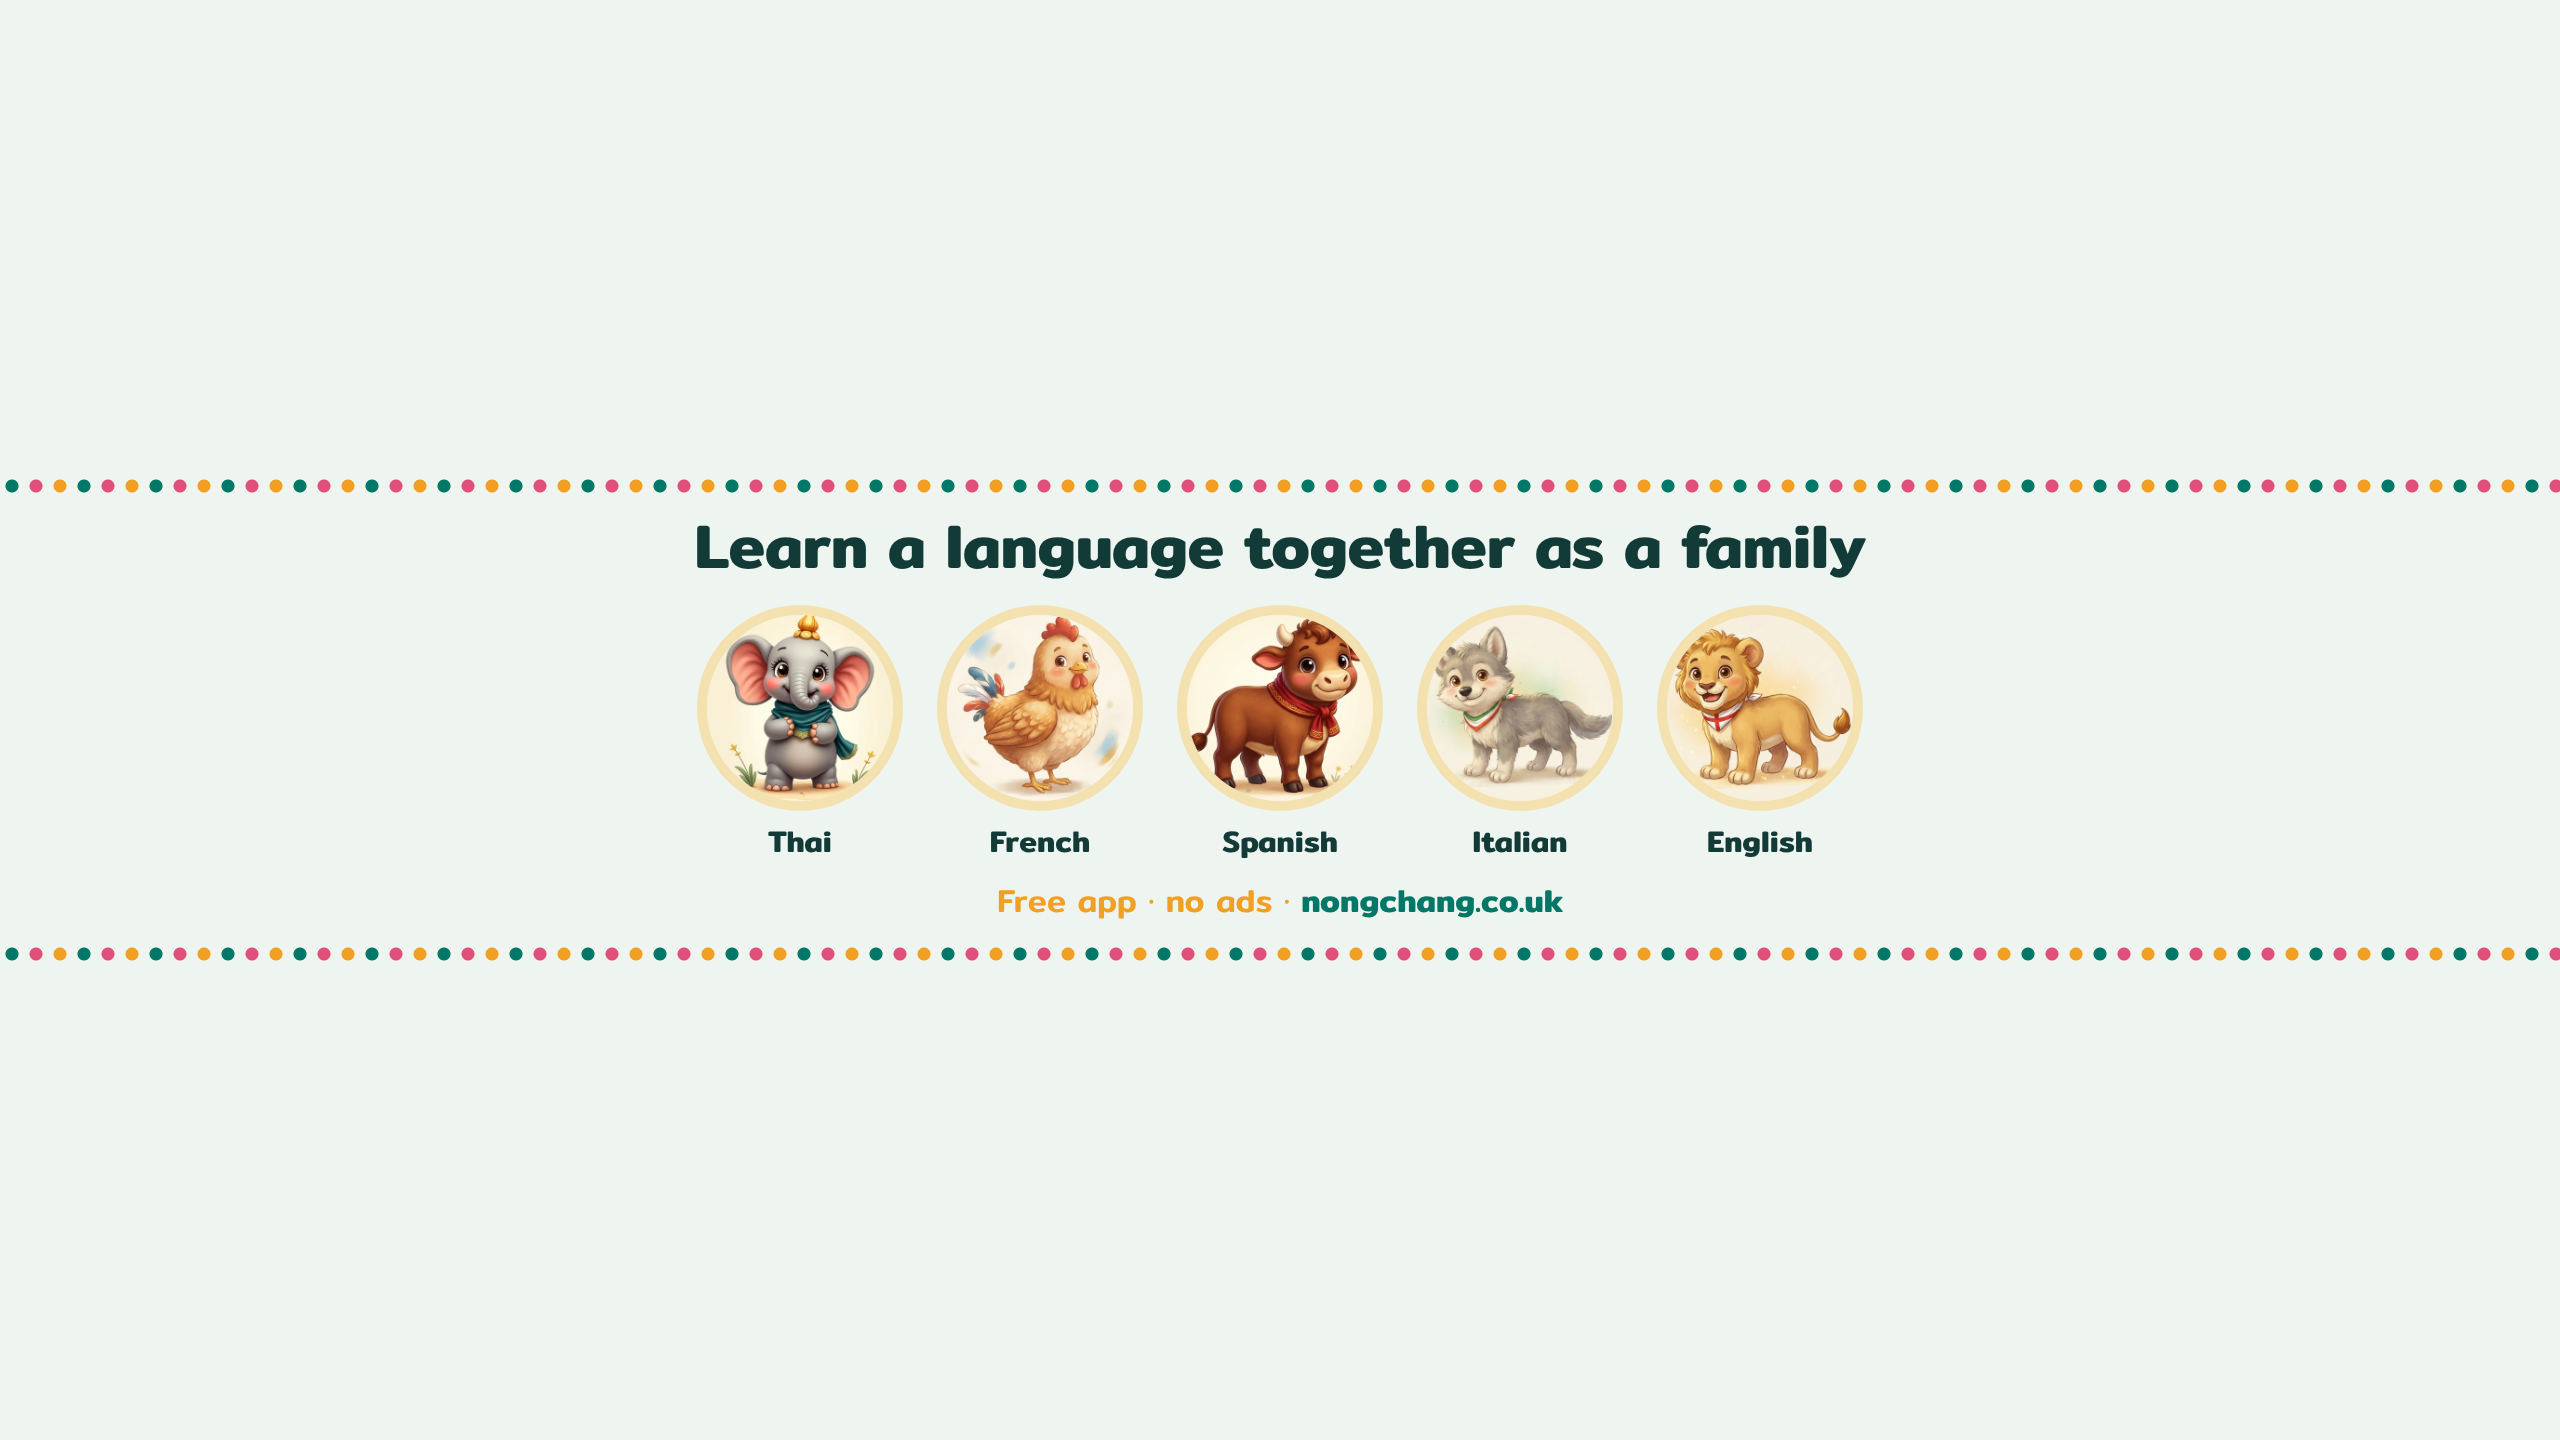 Learn a language together as a family
Thai French Spanish Italian English
Free app · no ads · nongchang.co.uk